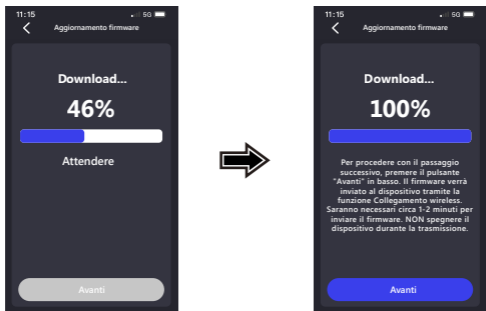 11:15
5G
Aggiornamento firmware
Download...
46%
Attendere
Avanti
11:15
5G
Aggiornamento firmware
Download...
100%
Per procedere con il passaggio
successivo, premere il pulsante
"Avanti" in basso. Il firmware verrà
inviato al dispositivo tramite la
funzione Collegamento wireless.
Saranno necessari circa 1-2 minuti per
inviare il firmware. NON spegnere il
dispositivo durante la trasmissione.
Avanti